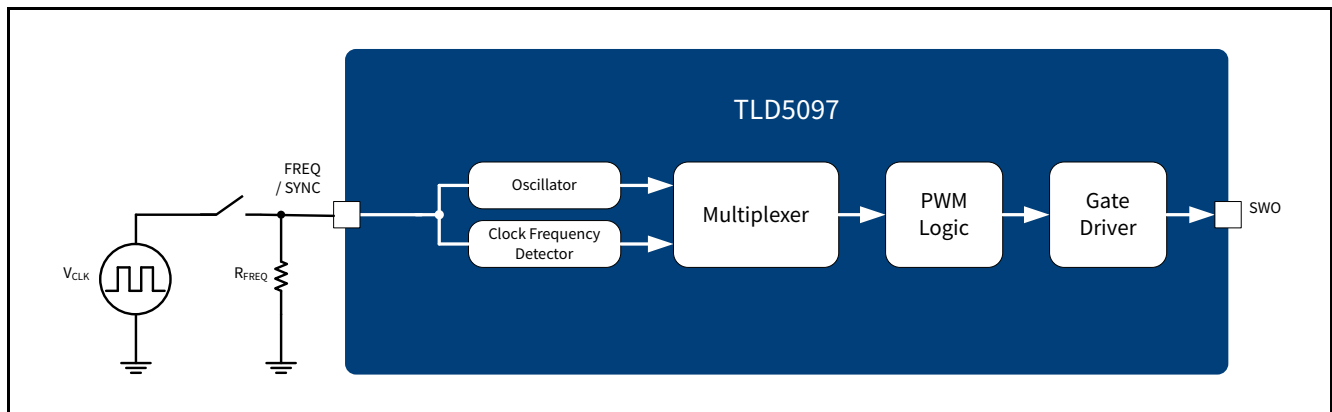 TLD5097
FREQ
/ SYNC
Oscillator
Clock Frequency
Detector
Multiplexer
PWM
Logic
Gate
Driver
SWO
VCLK
RFREQ